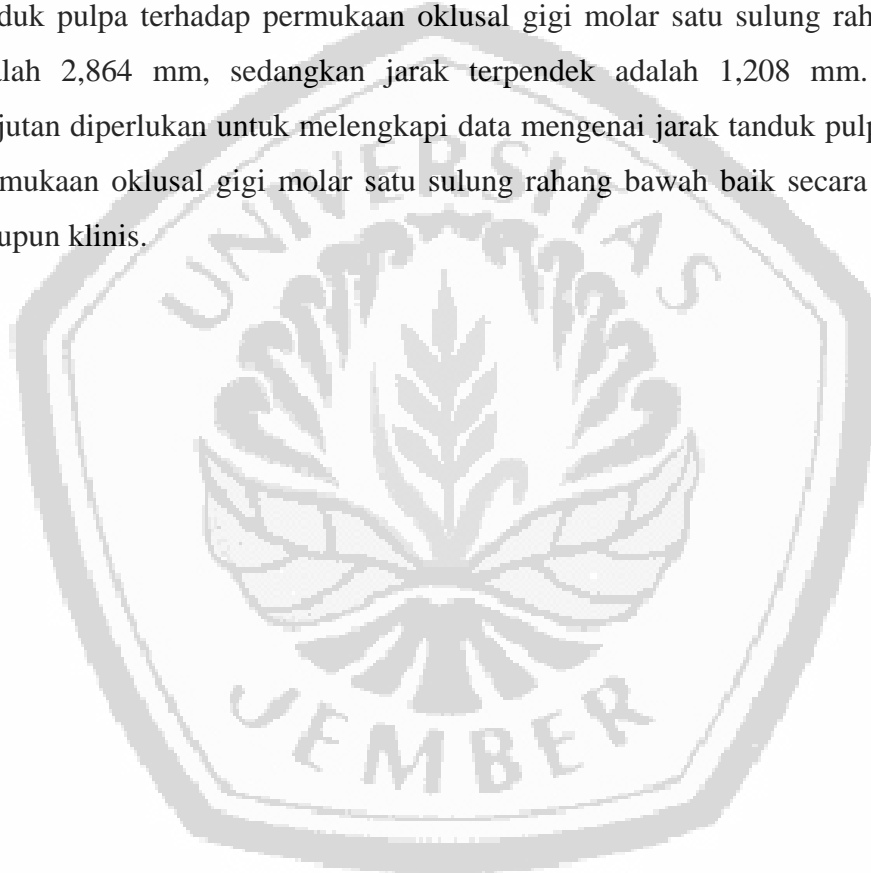 duk pulpa terhadap permukaan oklusal gigi molar satu sulung rah
alah 2,864 mm, sedangkan jarak terpendek adalah 1,208 mm.
jutan diperlukan untuk melengkapi data mengenai jarak tanduk pulp
mukaan oklusal gigi molar satu sulung rahang bawah baik secara
upun klinis.
UNIVERSITAS
JEMBER